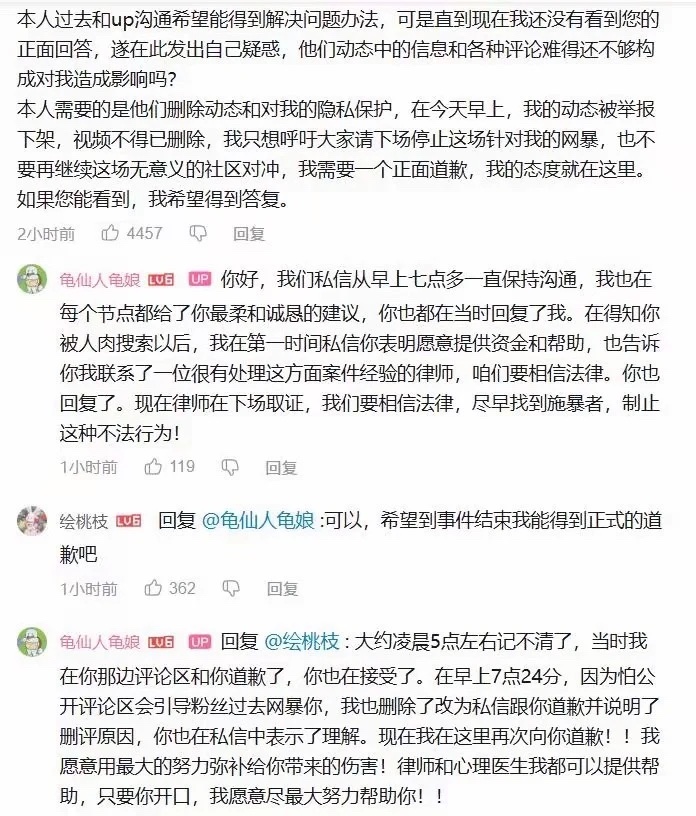 本人过去和up沟通希望能得到解决问题办法，可是直到现在我还没有看到您的
正面回答，遂在此发出自己疑惑，他们动态中的信息和各种评论难得还不够构
成对我造成影响吗？
本人需要的是他们删除动态和对我的隐私保护，在今天早上，我的动态被举报
下架，视频不得已删除，我只想呼吁大家请下场停止这场针对我的网暴，也不
要再继续这场无意义的社区对冲，我需要一个正面道歉，我的态度就在这里。
如果您能看到，我希望得到答复。
2小时前 4457 回复
龟仙人龟娘 LV6 UP 你好，我们私信从早上七点多一直保持沟通，我也在
每个节点都给了你最柔和诚恳的建议，你也都在当时回复了我。在得知你
被人肉搜索以后，我在第一时间私信你表明愿意提供资金和帮助，也告诉
你我联系了一位很有处理这方面案件经验的律师，咱们要相信法律。你也
回复了。现在律师在下场取证，我们要相信法律，尽早找到施暴者，制止
这种不法行为！
1小时前 119 回复
绘桃枝 LV6 回复 @龟仙人龟娘 :可以，希望到事件结束我能得到正式的道
歉吧
1小时前 362 回复
龟仙人龟娘 LV6 UP 回复 @绘桃枝 : 大约凌晨5点左右记不清了，当时我
在你那边评论区和你道歉了，你也在接受了。在早上7点24分，因为怕公
开评论区会引导粉丝过去网暴你，我也删除了改为私信跟你道歉并说明了
删评原因，你也在私信中表示了理解。现在我在这里再次向你道歉！！我
愿意用最大的努力弥补给你带来的伤害！律师和心理医生我都可以提供帮
助，只要你开口，我愿意尽最大努力帮助你！！